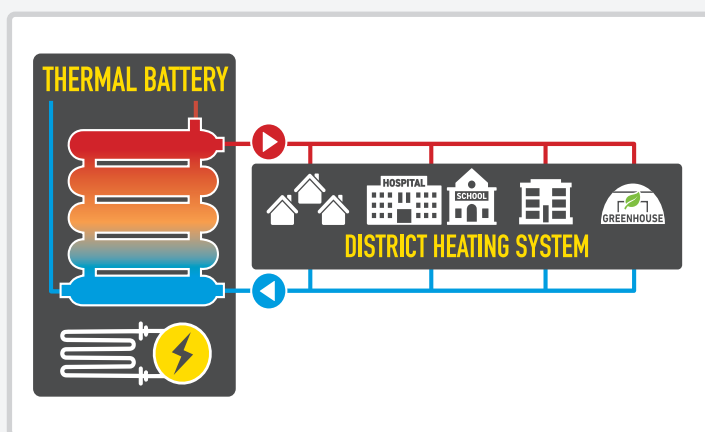 THERMAL BATTERY
HOSPITAL
SCHOOL
GREENHOUSE
DISTRICT HEATING SYSTEM